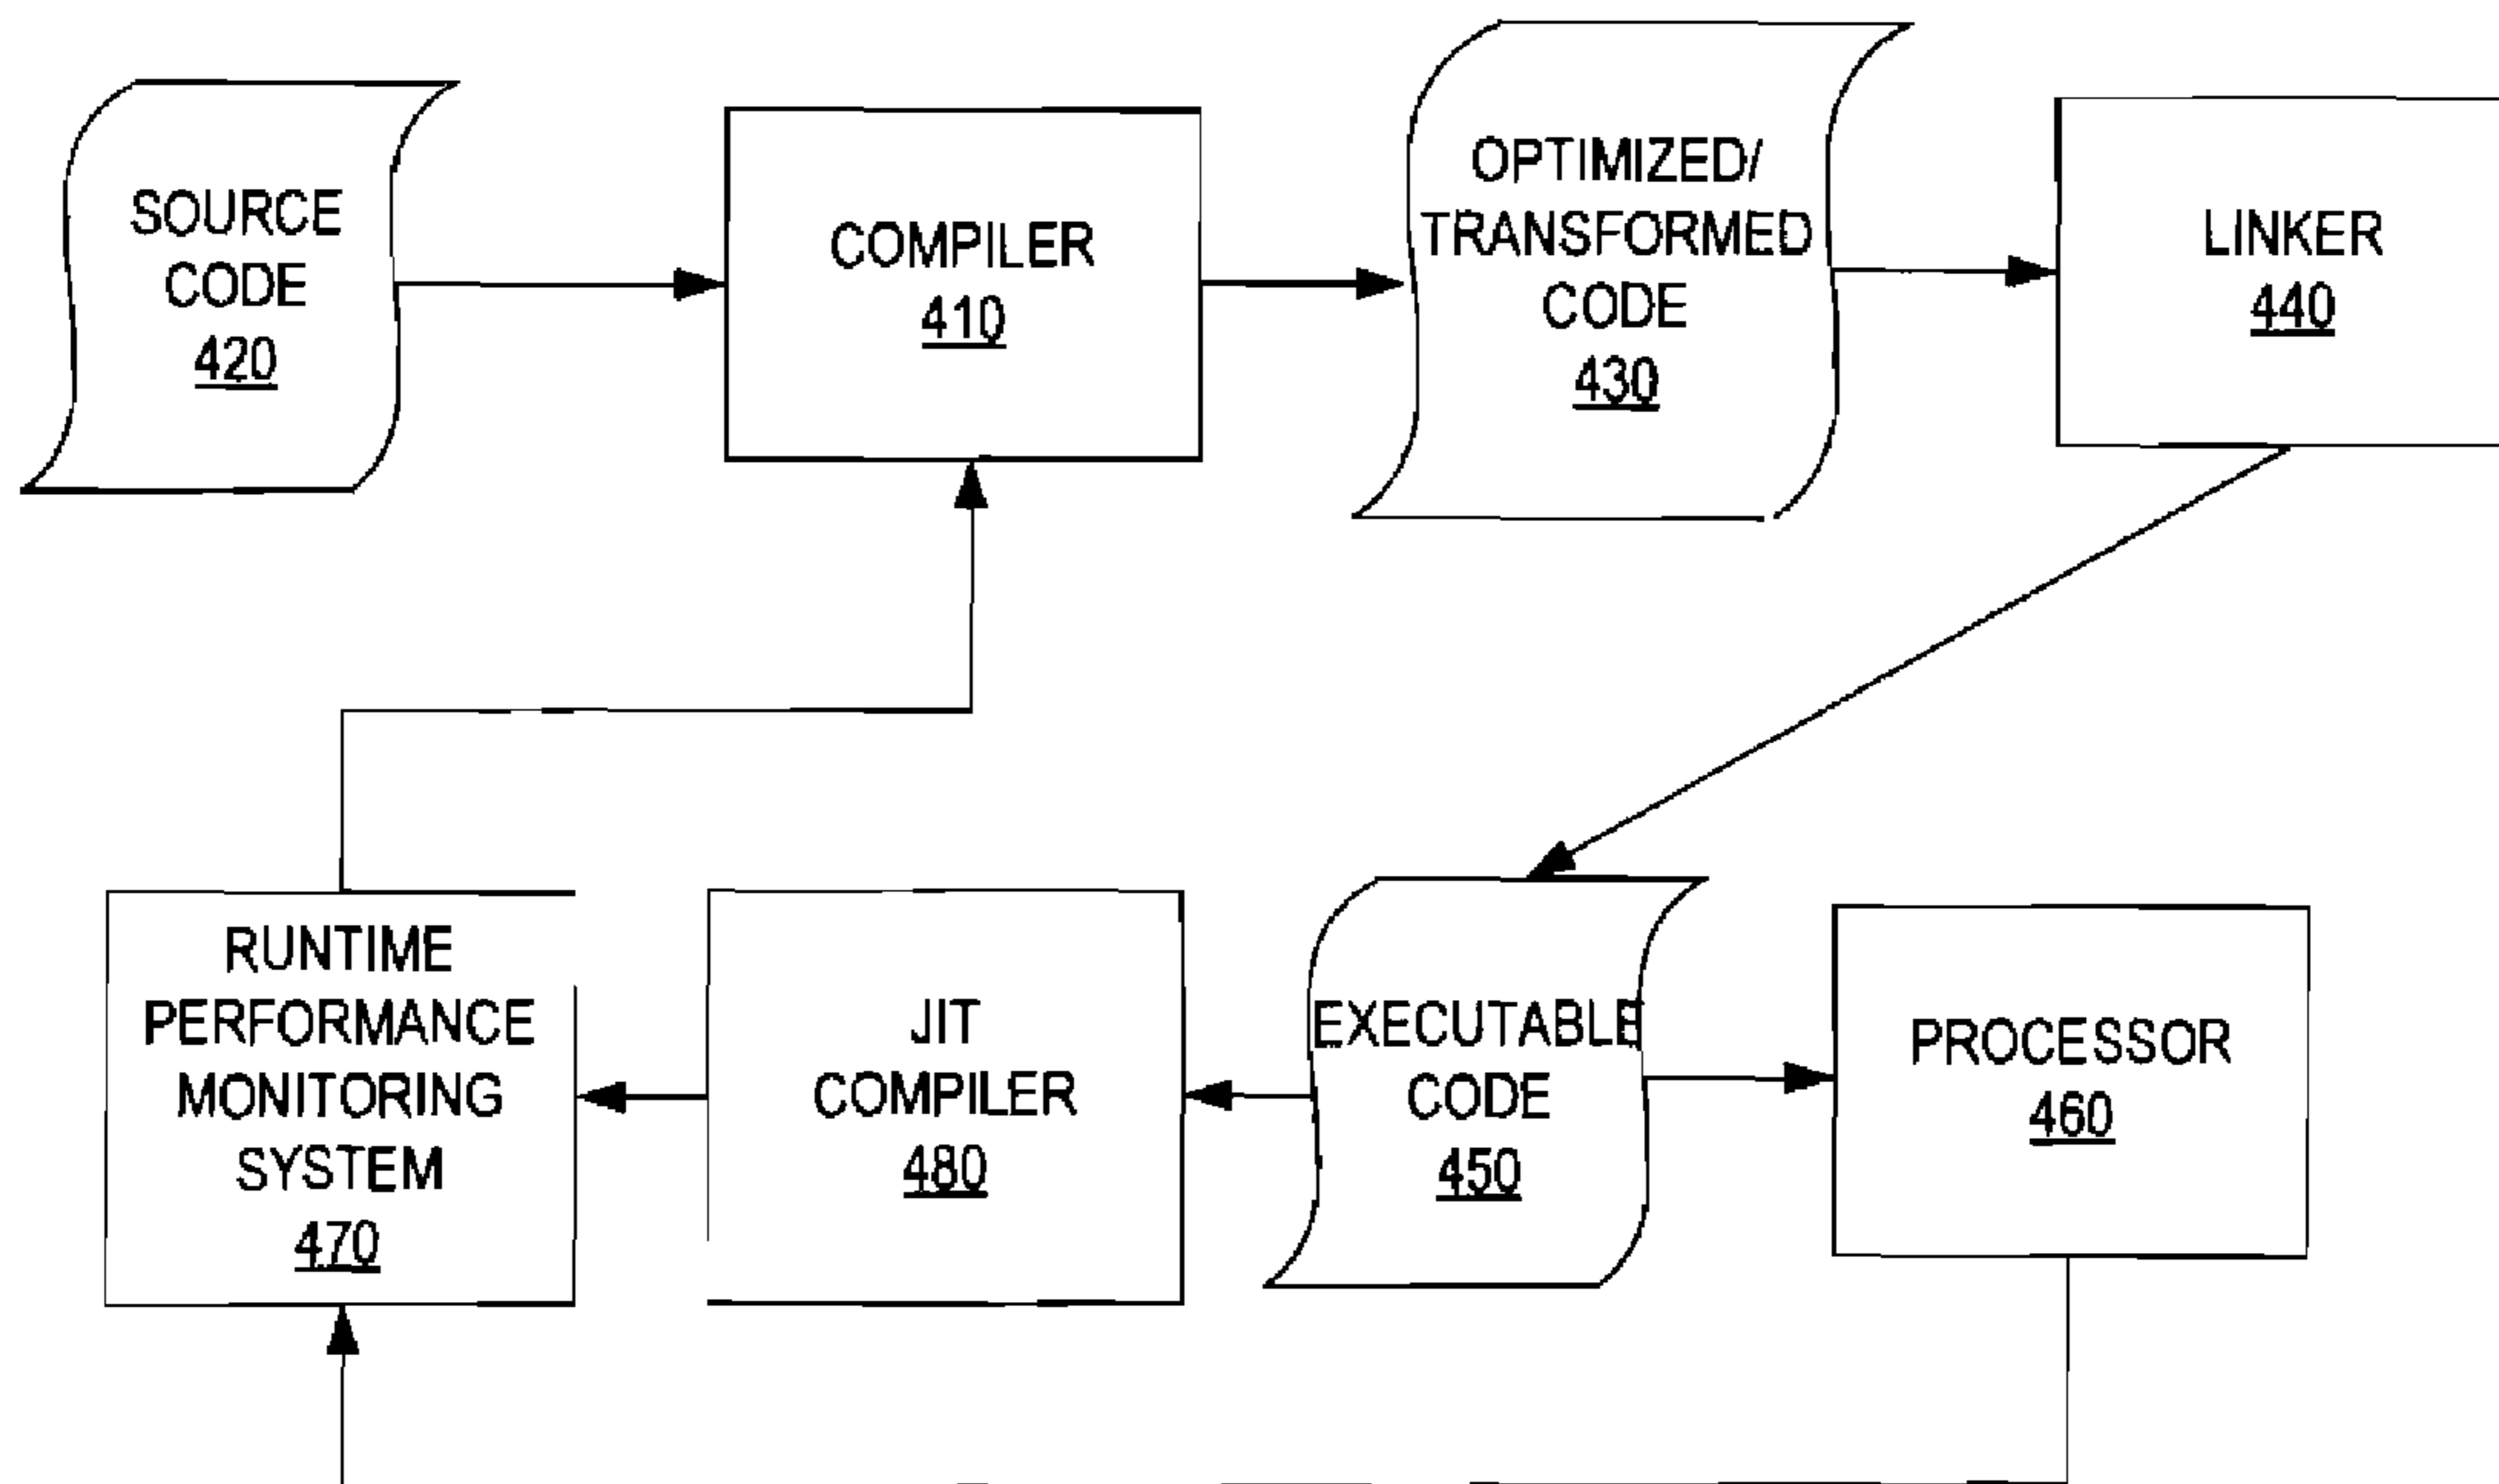 SOURCE
CODE
420
COMPILER
410
OPTIMIZED/
TRANSFORMED
CODE
430
LINKER
440
RUNTIME
PERFORMANCE
MONITORING
SYSTEM
470
JIT
COMPILER
480
EXECUTABLE
CODE
450
PROCESSOR
460